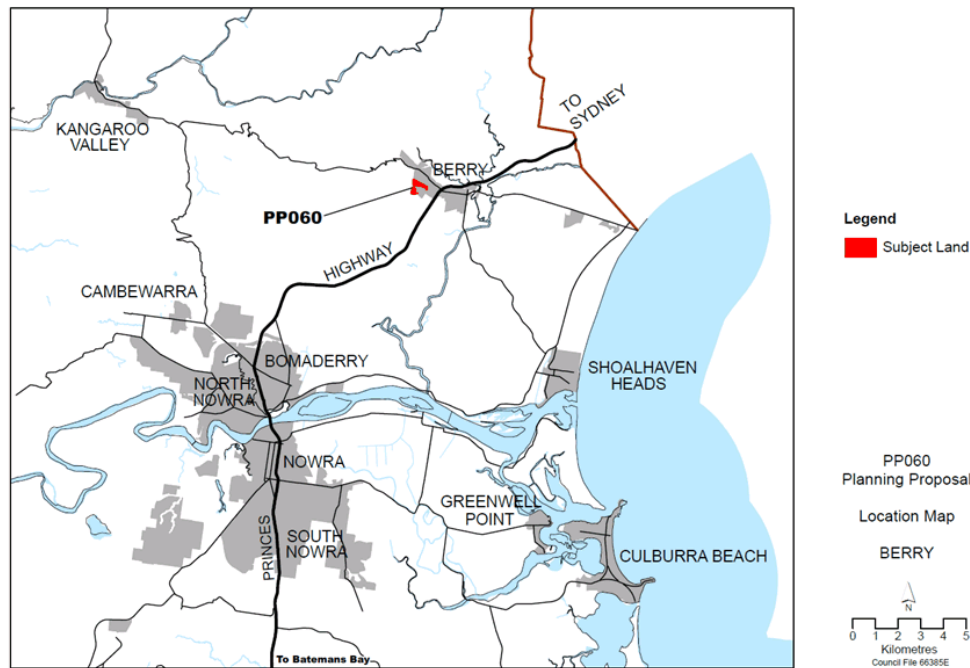 TO
SYDNEY
KANGAROO
VALLEY
BERRY
PP060
HIGHWAY
CAMBEWARRA
BOMADERRY
NORTH
NOWRA
SHOALHAVEN
HEADS
NOWRA
GREENWELL
POINT
SOUTH
NOWRA
CULBURRA BEACH
PRINCES
To Batemans Bay
Legend
Subject Land
PP060
Planning Proposal
Location Map
BERRY
N
0 1 2 3 4 5
Kilometres
Council File 66385E